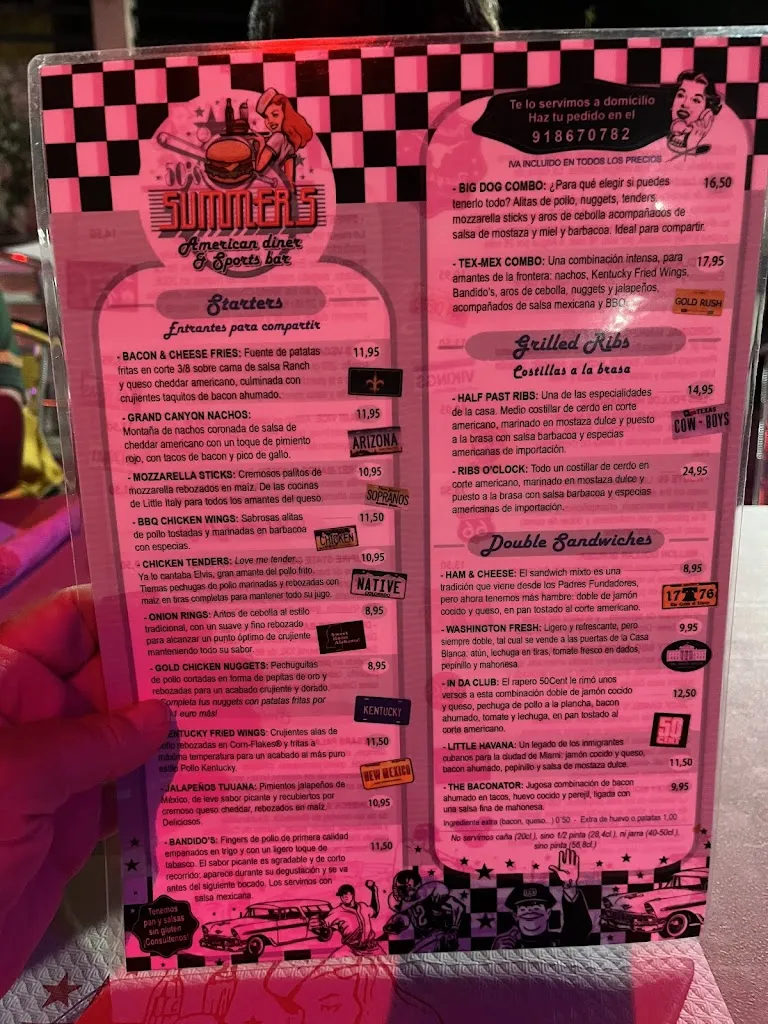 50's
SUMMER'S
American diner
& Sports bar
Starters
Entrantes para compartir
- BACON & CHEESE FRIES: Fuente de patatas 11,95
fritas en corte 3/8 sobre cama de salsa Ranch
y queso cheddar americano, culminada con
crujientes taquitos de bacon ahumado.
- GRAND CANYON NACHOS: 11,95
Montaña de nachos coronada de salsa de
cheddar americano con un toque de pimiento
rojo, con tacos de bacon y pico de gallo.
ARIZONA
- MOZZARELLA STICKS: Cremosos palitos de 10,95
mozzarella rebozados en maíz. De las cocinas
de Little Italy para todos los amantes del queso.
SOPRANOS
- BBQ CHICKEN WINGS: Sabrosas alitas 11,50
de pollo tostadas y marinadas en barbacoa
con especias.
CHICKEN
- CHICKEN TENDERS: Love me tender. 10,95
Ya lo cantaba Elvis, gran amante del pollo frito.
Tiernas pechugas de pollo marinadas y rebozadas con
maíz en tiras completas para mantener todo su jugo.
NATIVE
- ONION RINGS: Aritos de cebolla al estilo 8,95
tradicional, con un suave y fino rebozado
para alcanzar un punto óptimo de crujiente
manteniendo todo su sabor.
Sweet
Home
Alabama!
- GOLD CHICKEN NUGGETS: Pechuguitas 8,95
de pollo cortadas en forma de pepitas de oro y
rebozadas para un acabado crujiente y dorado.
¡Completa tus nuggets con patatas fritas por
euro más!
KENTUCKY
KENTUCKY FRIED WINGS: Crujientes alas de
pollo rebozadas en Corn-Flakes® y fritas a 11,50
máxima temperatura para un acabado al más puro
estilo Pollo Kentucky.
NEW MEXICO
- JALAPEÑOS TIJUANA: Pimientos jalapeños de
México, de leve sabor picante y recubiertos por
cremoso queso cheddar, rebozados en maíz. 10,95
Deliciosos.
- BANDIDO'S: Fingers de pollo de primera calidad
empanados en trigo y con un ligero toque de 11,50
tabasco. El sabor picante es agradable y de corto
recorrido: aparece durante su degustación y se va
antes del siguiente bocado. Los servimos con
salsa mexicana.
Tenemos
pan y salsas
sin gluten
¡Consúltenos!
Te lo servimos a domicilio
Haz tu pedido en el
918670782
IVA INCLUIDO EN TODOS LOS PRECIOS
- BIG DOG COMBO: ¿Para qué elegir si puedes 16,50
tenerlo todo? Alitas de pollo, nuggets, tenders,
mozzarella sticks y aros de cebolla acompañados de
salsa de mostaza y miel y barbacoa. Ideal para compartir.
- TEX-MEX COMBO: Una combinación intensa, para 17,95
amantes de la frontera: nachos, Kentucky Fried Wings,
Bandido's, aros de cebolla, nuggets y jalapeños,
acompañados de salsa mexicana y BBQ.
GOLD RUSH
Grilled Ribs
Costillas a la brasa
- HALF PAST RIBS: Una de las especialidades 14,95
de la casa. Medio costillar de cerdo en corte
americano, marinado en mostaza dulce y puesto
a la brasa con salsa barbacoa y especias
americanas de importación.
TEXAS
COW-BOYS
- RIBS O'CLOCK: Todo un costillar de cerdo en 24,95
corte americano, marinado en mostaza dulce y
puesto a la brasa con salsa barbacoa y especias
americanas de importación.
Double Sandwiches
- HAM & CHEESE: El sandwich mixto es una 8,95
tradición que viene desde los Padres Fundadores,
pero ahora tenemos más hambre: doble de jamón
cocido y queso, en pan tostado al corte americano.
17 76
- WASHINGTON FRESH: Ligero y refrescante, pero 9,95
siempre doble, tal cual se vende a las puertas de la Casa
Blanca: atún, lechuga en tiras, tomate fresco en dados,
pepinillo y mahonesa.
- IN DA CLUB: El rapero 50Cent le rimó unos
versos a esta combinación doble de jamón cocido 12,50
y queso, pechuga de pollo a la plancha, bacon
ahumado, tomate y lechuga, en pan tostado al
corte americano.
50
CENT
- LITTLE HAVANA: Un legado de los inmigrantes
cubanos para la ciudad de Miami: jamón cocido y queso,
bacon ahumado, pepinillo y salsa de mostaza dulce. 11,50
- THE BACONATOR: Jugosa combinación de bacon 9,95
ahumado en tacos, huevo cocido y perejil, ligada con
una salsa fina de mahonesa.
Ingrediente extra (bacon, queso...) 0.50 - Extra de huevo o patatas 1,00
No servimos caña (20cl.), sino 1/2 pinta (28,4cl.), ni jarra (40-50cl.),
sino pinta (56,8cl.)